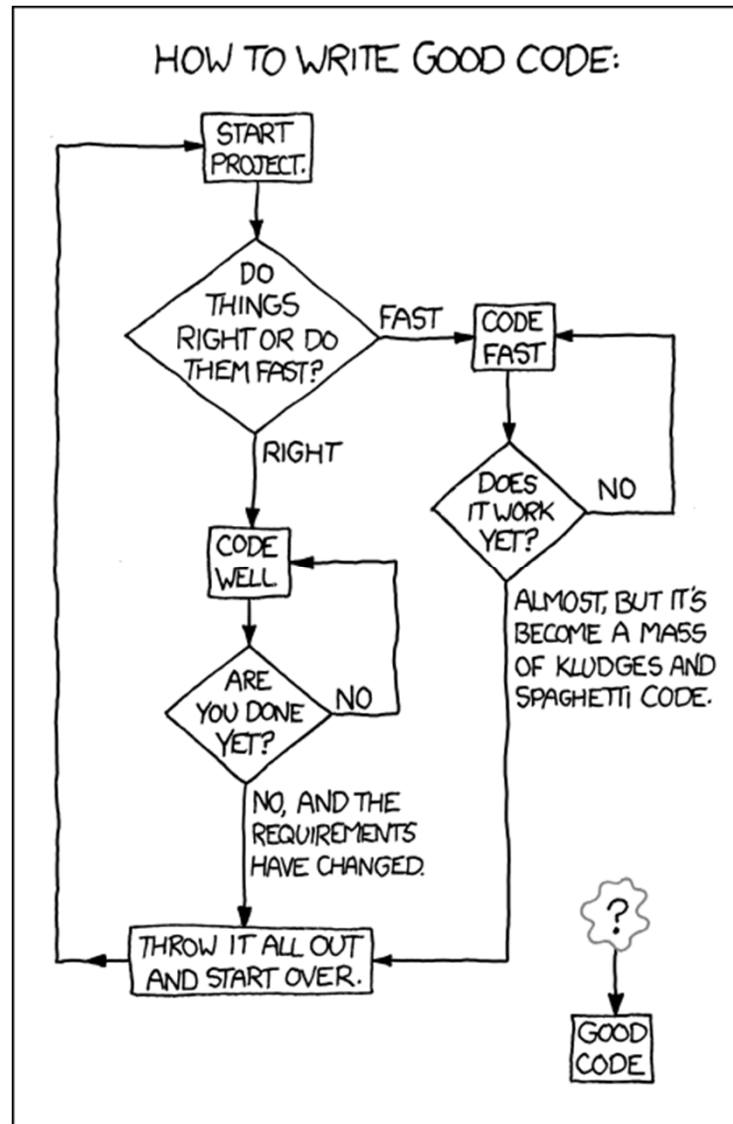 HOW TO WRITE GOOD CODE:
START
PROJECT.
DO
THINGS
RIGHT OR DO
THEM FAST?
FAST
CODE
FAST
RIGHT
DOES
IT WORK
YET?
NO
CODE
WELL
ALMOST, BUT IT'S
BECOME A MASS
OF KLUDGES AND
SPAGHETTI CODE.
ARE
YOU DONE
YET?
NO
NO, AND THE
REQUIREMENTS
HAVE CHANGED.
THROW IT ALL OUT
AND START OVER.
?
GOOD
CODE